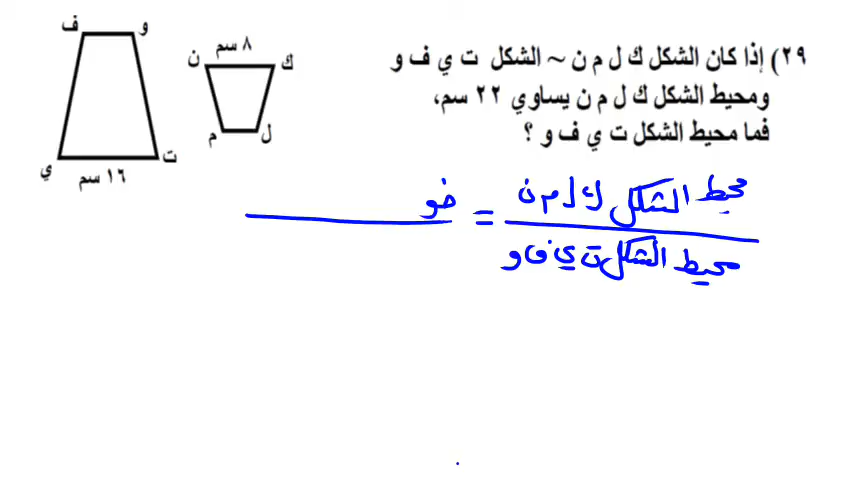 ٢٩) إذا كان الشكل ك ل م ن ~ الشكل ت ي ف و
ومحيط الشكل ك ل م ن يساوي ٢٢ سم،
فما محيط الشكل ت ي ف و ؟
ف و
ي ت
١٦ سم
٨ سم
ن ك
م ل
محيط الشكل ك ل م ن =
محيط الشكل ت ي ف و